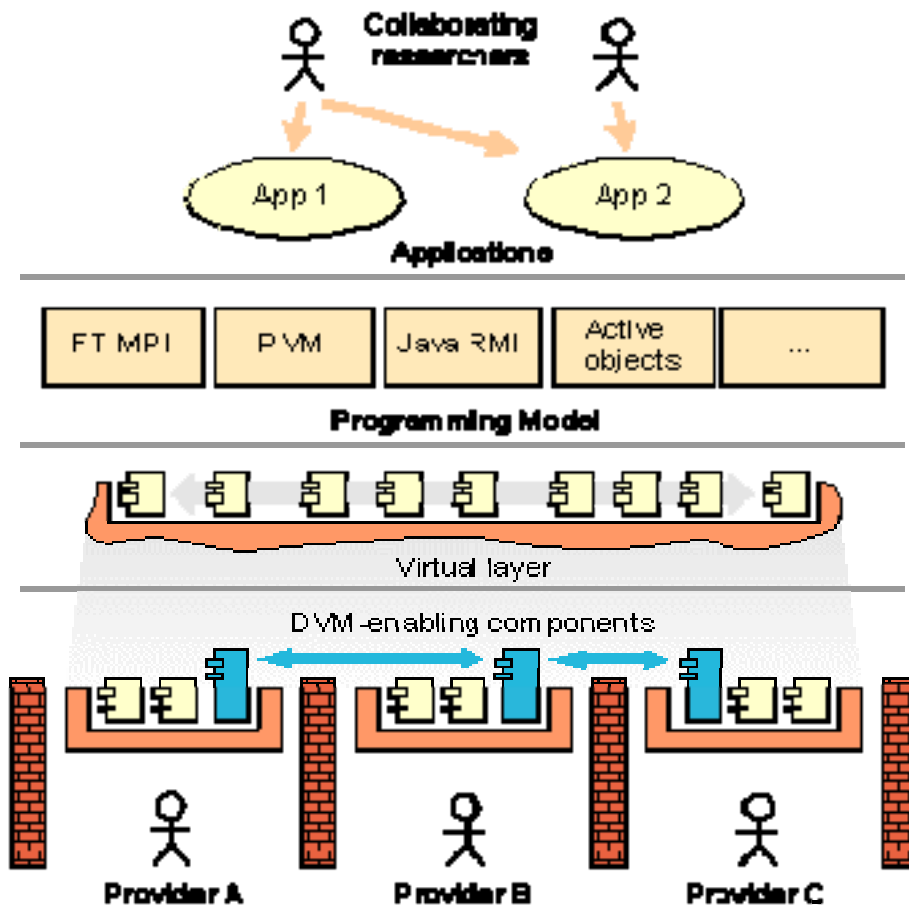 Collaborating
researchers
App 1
App 2
Applications
FT MPI
PVM
Java RMI
Active
objects
...
Programming Model
Virtual layer
DVM-enabling components
Provider A
Provider B
Provider C